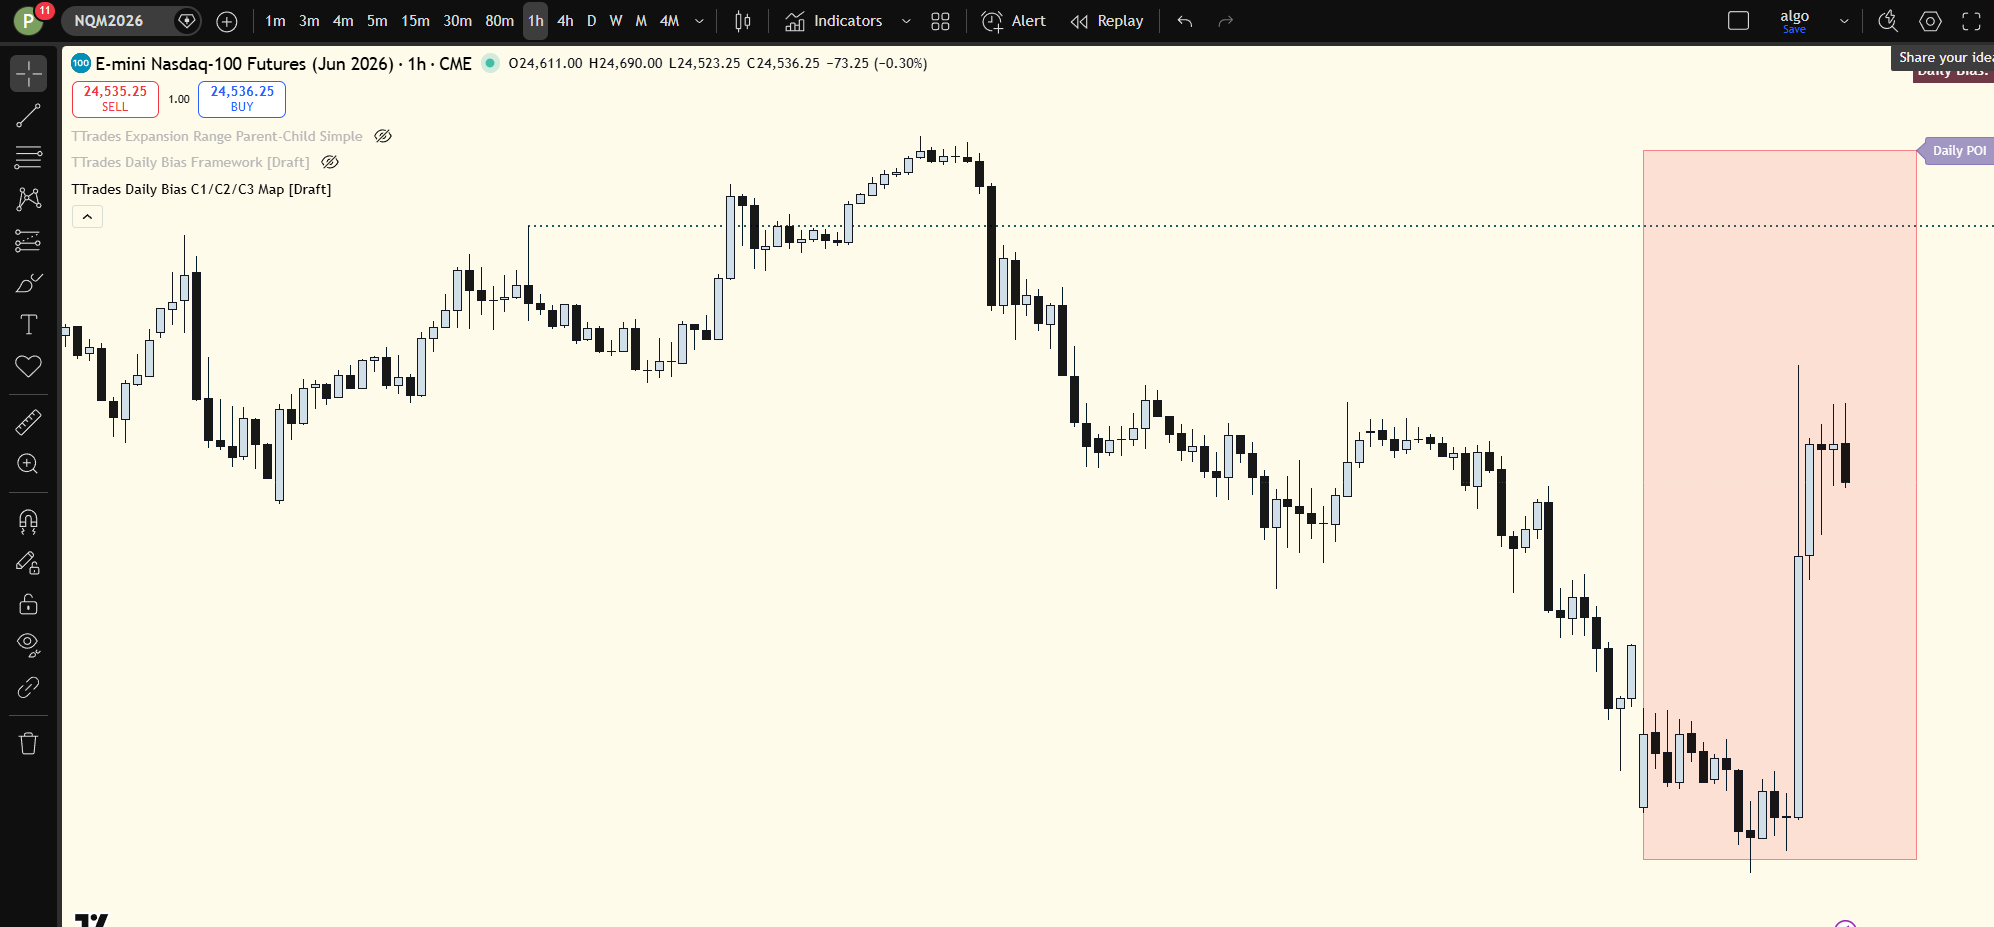 P
11
NQM2026
1m 3m 4m 5m 15m 30m 80m 1h 4h D W M 4M
Indicators
Alert
Replay
algo
Save
Share your idea
Daily Bias:
100 E-mini Nasdaq-100 Futures (Jun 2026) · 1h · CME O24,611.00 H24,690.00 L24,523.25 C24,536.25 −73.25 (−0.30%)
24,535.25
SELL
1.00
24,536.25
BUY
TTrades Expansion Range Parent-Child Simple
TTrades Daily Bias Framework [Draft]
TTrades Daily Bias C1/C2/C3 Map [Draft]
Daily POI